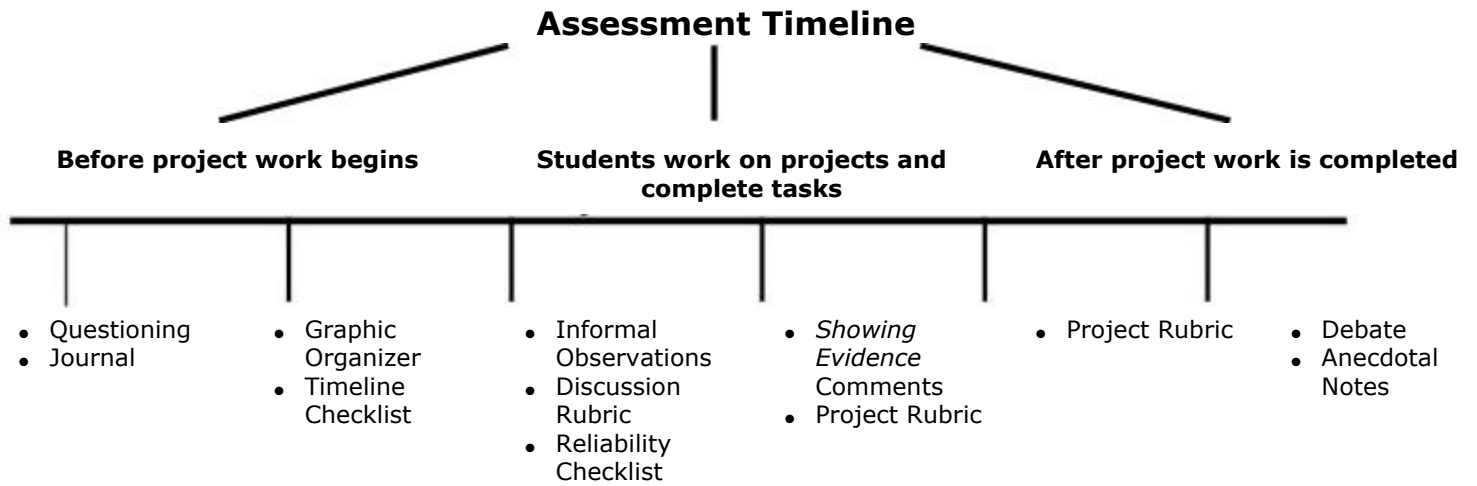 Assessment Timeline
Before project work begins
Students work on projects and
complete tasks
After project work is completed
• Questioning
• Journal
• Graphic
Organizer
• Timeline
Checklist
• Informal
Observations
• Discussion
Rubric
• Reliability
Checklist
• Showing
Evidence
Comments
• Project Rubric
• Project Rubric
• Debate
• Anecdotal
Notes